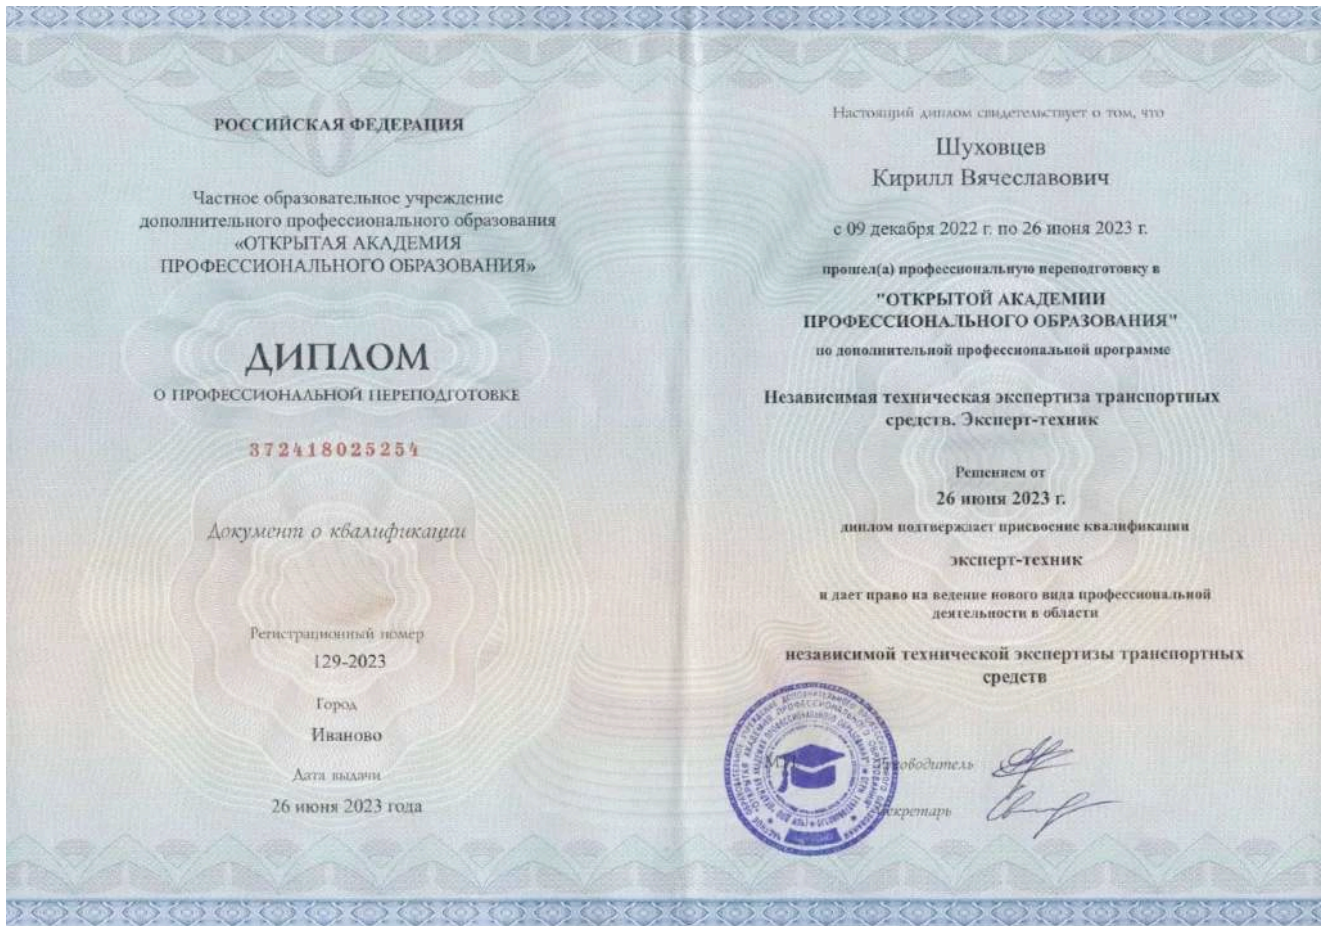 РОССИЙСКАЯ ФЕДЕРАЦИЯ
Частное образовательное учреждение
дополнительного профессионального образования
«ОТКРЫТАЯ АКАДЕМИЯ
ПРОФЕССИОНАЛЬНОГО ОБРАЗОВАНИЯ»
ДИПЛОМ
О ПРОФЕССИОНАЛЬНОЙ ПЕРЕПОДГОТОВКЕ
372418025254
Документ о квалификации
Регистрационный номер
129-2023
Город
Иваново
Дата выдачи
26 июня 2023 года
Настоящий диплом свидетельствует о том, что
Шуховцев
Кирилл Вячеславович
с 09 декабря 2022 г. по 26 июня 2023 г.
прошел(а) профессиональную переподготовку в
"ОТКРЫТОЙ АКАДЕМИИ
ПРОФЕССИОНАЛЬНОГО ОБРАЗОВАНИЯ"
по дополнительной профессиональной программе
Независимая техническая экспертиза транспортных
средств. Эксперт-техник
Решением от
26 июня 2023 г.
диплом подтверждает присвоение квалификации
эксперт-техник
и дает право на ведение нового вида профессиональной
деятельности в области
независимой технической экспертизы транспортных
средств
М.П.
Руководитель
Секретарь